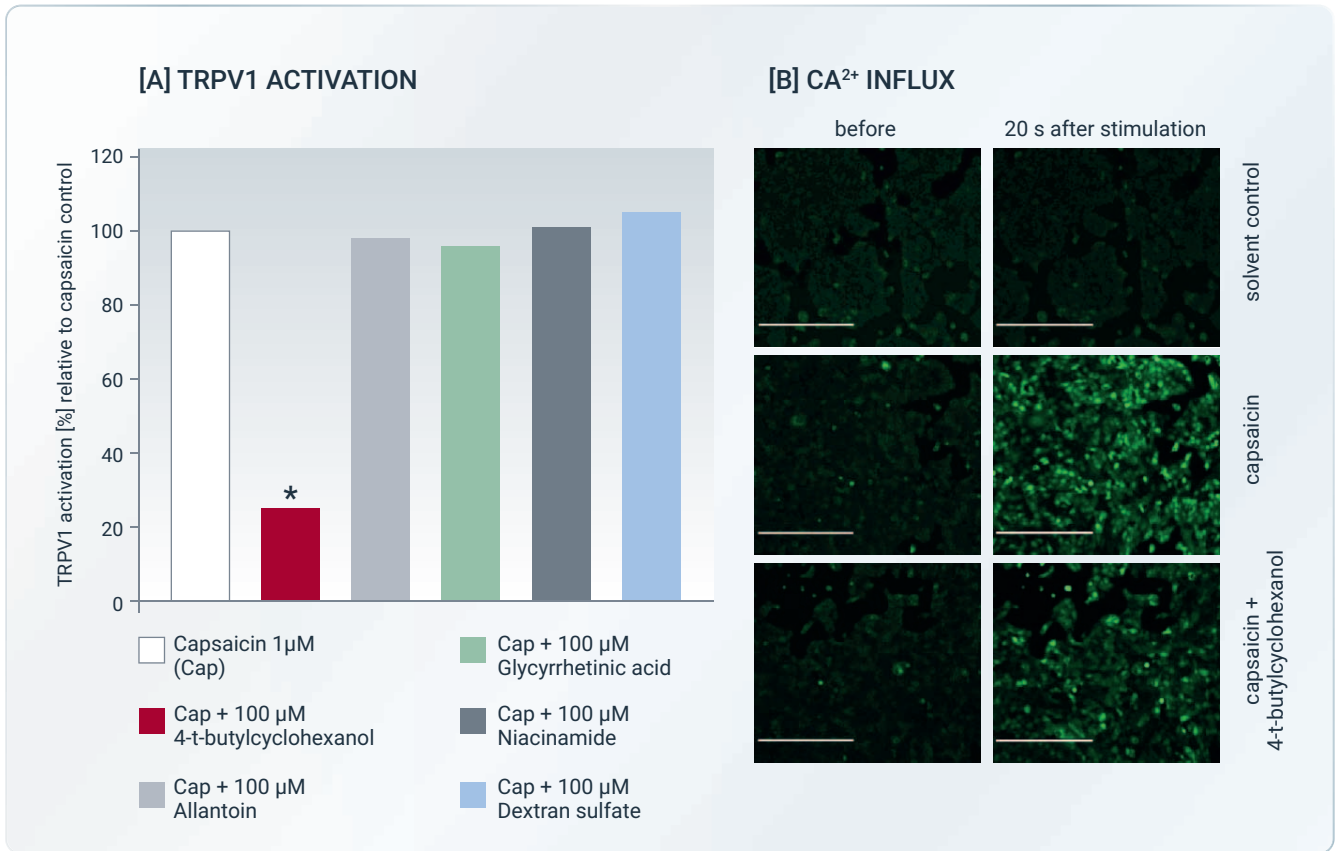 [A] TRPV1 ACTIVATION
TRPV1 activation [%] relative to capsaicin control
120
100
80
60
40
20
0
*
Capsaicin 1µM
(Cap)
Cap + 100 µM
4-t-butylcyclohexanol
Cap + 100 µM
Allantoin
Cap + 100 µM
Glycyrrhetinic acid
Cap + 100 µM
Niacinamide
Cap + 100 µM
Dextran sulfate
[B] CA²⁺ INFLUX
before
20 s after stimulation
solvent control
capsaicin
capsaicin +
4-t-butylcyclohexanol